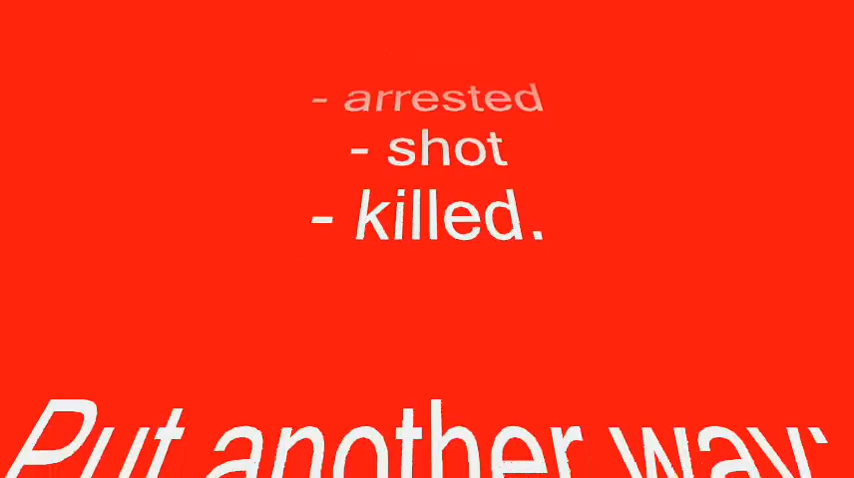 - arrested
- shot
- killed.
Put another way: